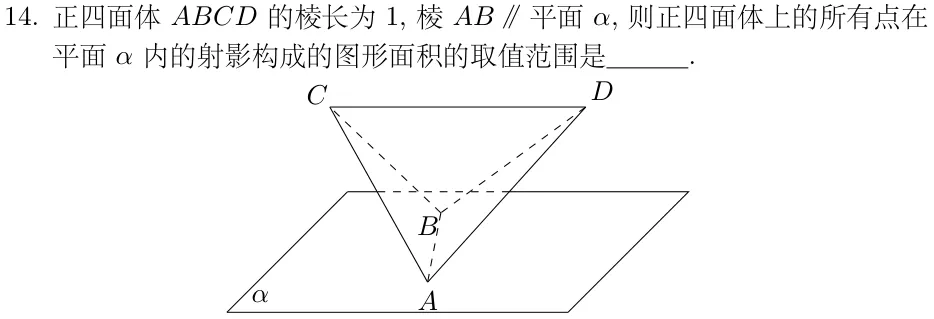 14. 正四面体 ABCD 的棱长为 1, 棱 AB ∥ 平面 α, 则正四面体上的所有点在
平面 α 内的射影构成的图形面积的取值范围是______.
C
D
B
α
A